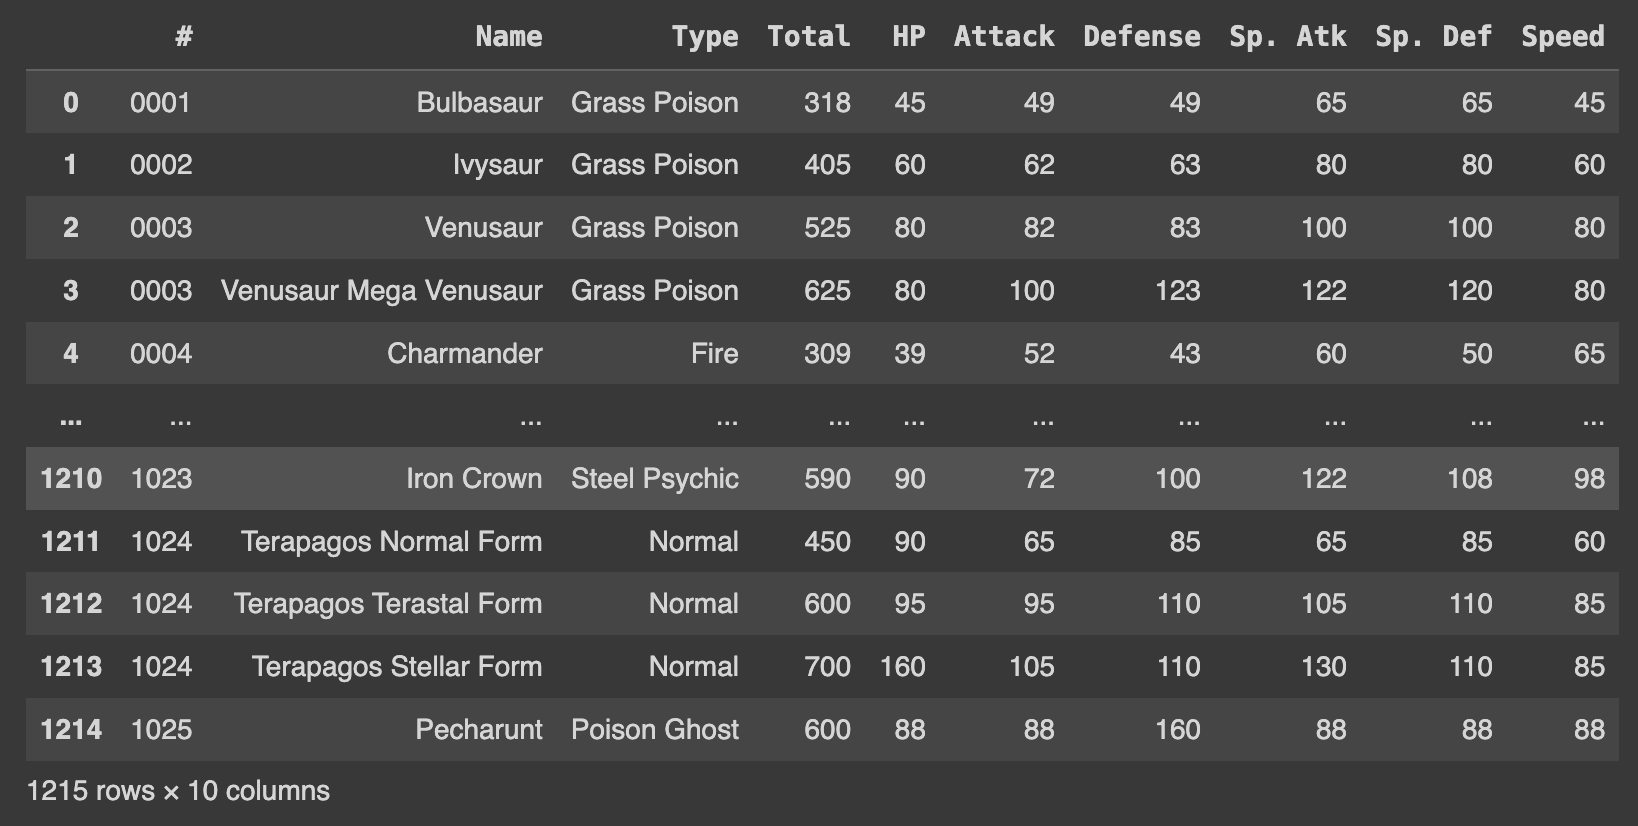 # Name Type Total HP Attack Defense Sp. Atk Sp. Def Speed
0 0001 Bulbasaur Grass Poison 318 45 49 49 65 65 45
1 0002 Ivysaur Grass Poison 405 60 62 63 80 80 60
2 0003 Venusaur Grass Poison 525 80 82 83 100 100 80
3 0003 Venusaur Mega Venusaur Grass Poison 625 80 100 123 122 120 80
4 0004 Charmander Fire 309 39 52 43 60 50 65
... ... ... ... ... ... ... ... ... ... ...
1210 1023 Iron Crown Steel Psychic 590 90 72 100 122 108 98
1211 1024 Terapagos Normal Form Normal 450 90 65 85 65 85 60
1212 1024 Terapagos Terastal Form Normal 600 95 95 110 105 110 85
1213 1024 Terapagos Stellar Form Normal 700 160 105 110 130 110 85
1214 1025 Pecharunt Poison Ghost 600 88 88 160 88 88 88
1215 rows × 10 columns